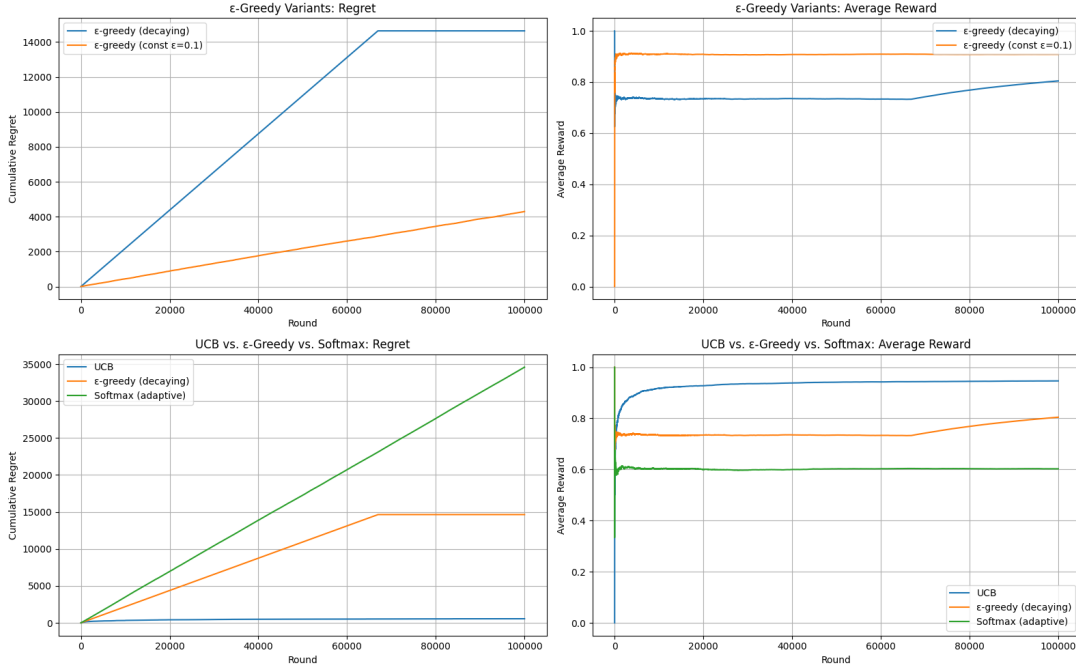 ε-Greedy Variants: Regret
ε-greedy (decaying)
ε-greedy (const ε=0.1)
Cumulative Regret
14000
12000
10000
8000
6000
4000
2000
0
0
20000
40000
60000
80000
100000
Round
ε-Greedy Variants: Average Reward
ε-greedy (decaying)
ε-greedy (const ε=0.1)
Average Reward
1.0
0.8
0.6
0.4
0.2
0.0
0
20000
40000
60000
80000
100000
Round
UCB vs. ε-Greedy vs. Softmax: Regret
UCB
ε-greedy (decaying)
Softmax (adaptive)
Cumulative Regret
35000
30000
25000
20000
15000
10000
5000
0
0
20000
40000
60000
80000
100000
Round
UCB vs. ε-Greedy vs. Softmax: Average Reward
Average Reward
1.0
0.8
0.6
0.4
0.2
0.0
UCB
ε-greedy (decaying)
Softmax (adaptive)
0
20000
40000
60000
80000
100000
Round